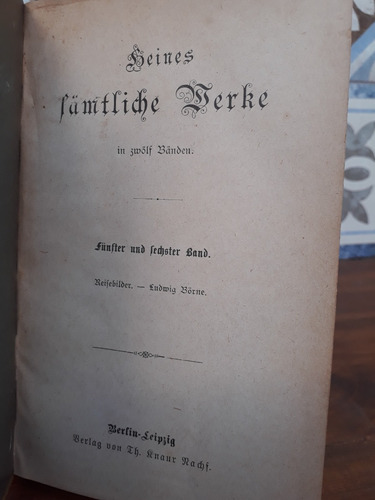 Heines
sämtliche Werke
in zwölf Bänden.
Fünfter und sechster Band.
Reisebilder. — Ludwig Börne.
Berlin-Leipzig
Verlag von Th. Knaur Nachf.